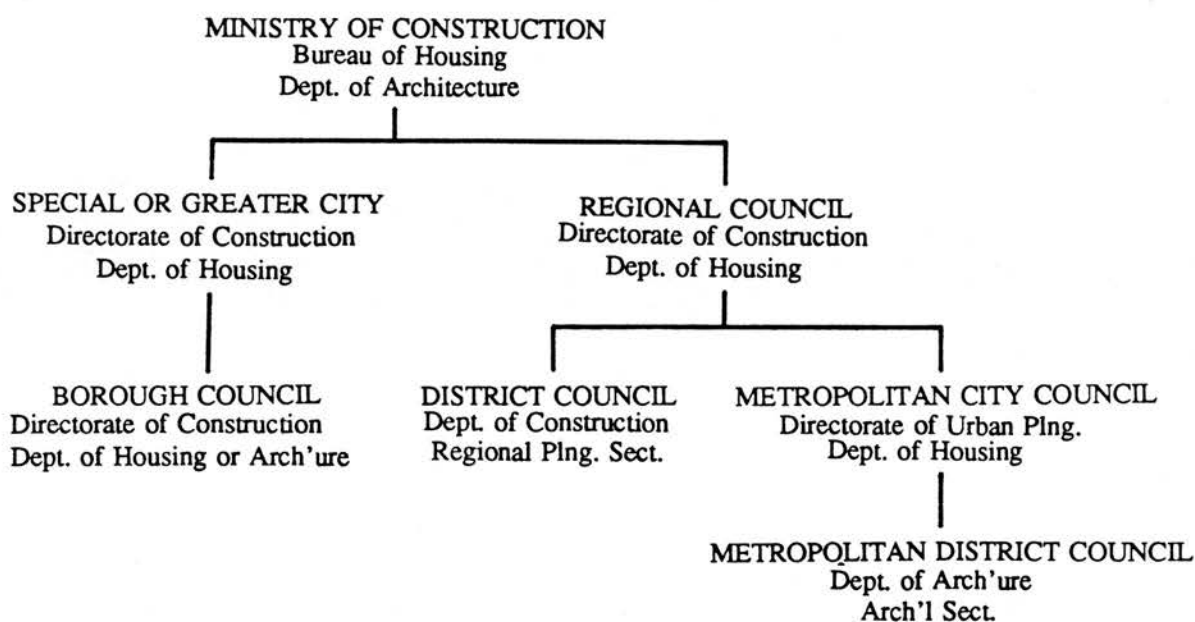 MINISTRY OF CONSTRUCTION
Bureau of Housing
Dept. of Architecture
SPECIAL OR GREATER CITY
Directorate of Construction
Dept. of Housing
REGIONAL COUNCIL
Directorate of Construction
Dept. of Housing
BOROUGH COUNCIL
Directorate of Construction
Dept. of Housing or Arch'ure
DISTRICT COUNCIL
Dept. of Construction
Regional Plng. Sect.
METROPOLITAN CITY COUNCIL
Directorate of Urban Plng.
Dept. of Housing
METROPOLITAN DISTRICT COUNCIL
Dept. of Arch'ure
Arch'l Sect.